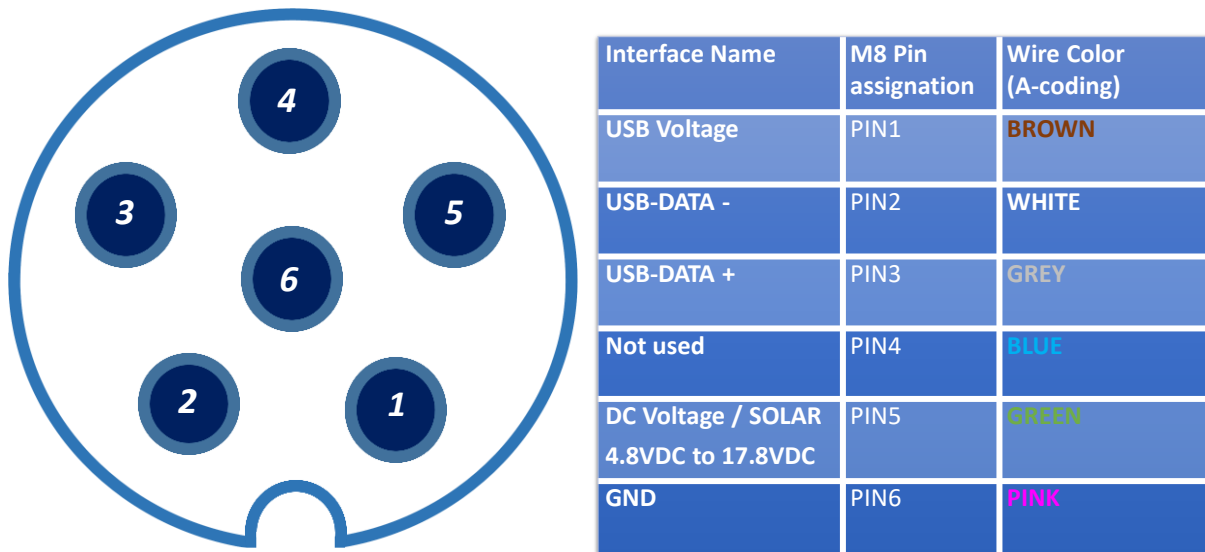 4
3
5
6
2
1
Interface Name
M8 Pin
assignation
Wire Color
(A-coding)
USB Voltage
PIN1
BROWN
USB-DATA -
PIN2
WHITE
USB-DATA +
PIN3
GREY
Not used
PIN4
BLUE
DC Voltage / SOLAR
4.8VDC to 17.8VDC
PIN5
GREEN
GND
PIN6
PINK